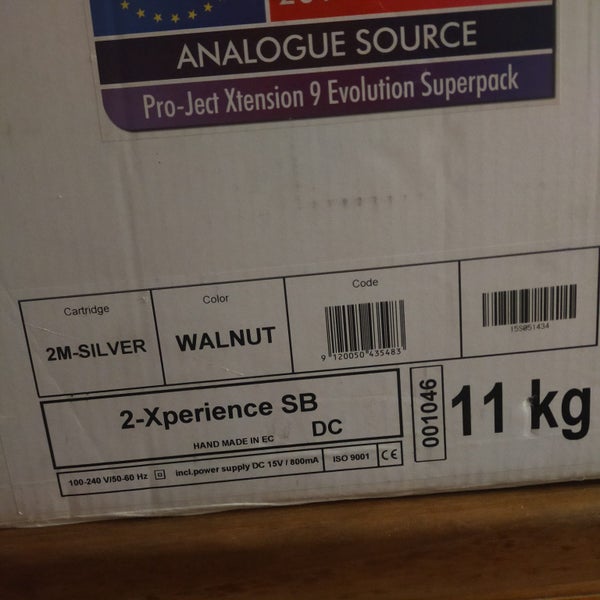 ANALOGUE SOURCE
Pro-Ject Xtension 9 Evolution Superpack
Cartridge
2M-SILVER
Color
WALNUT
Code
9 120050 435483
15S051434
2-Xperience SB
DC
HAND MADE IN EC
100-240 V/50-60 Hz incl.power supply DC 15V / 800mA ISO 9001 CE
001046
11 kg